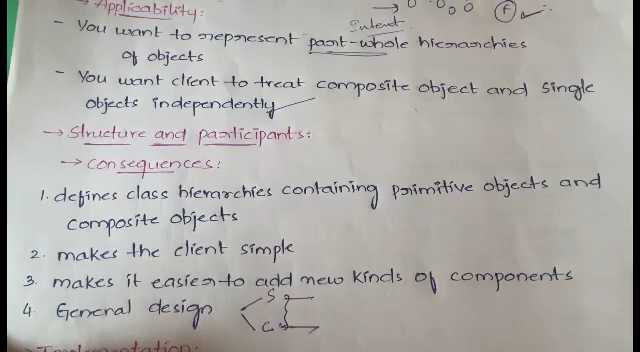 → Applicability:
Intent
→ o o o o F
- You want to represent part-whole hierarchies
of objects
- You want client to treat composite object and single
objects independently
→ Structure and participants:
→ consequences:
1. defines class hierarchies containing primitive objects and
composite objects
2. makes the client simple
3. makes it easier to add new kinds of components
4. General design < S
C
→ Implementation: